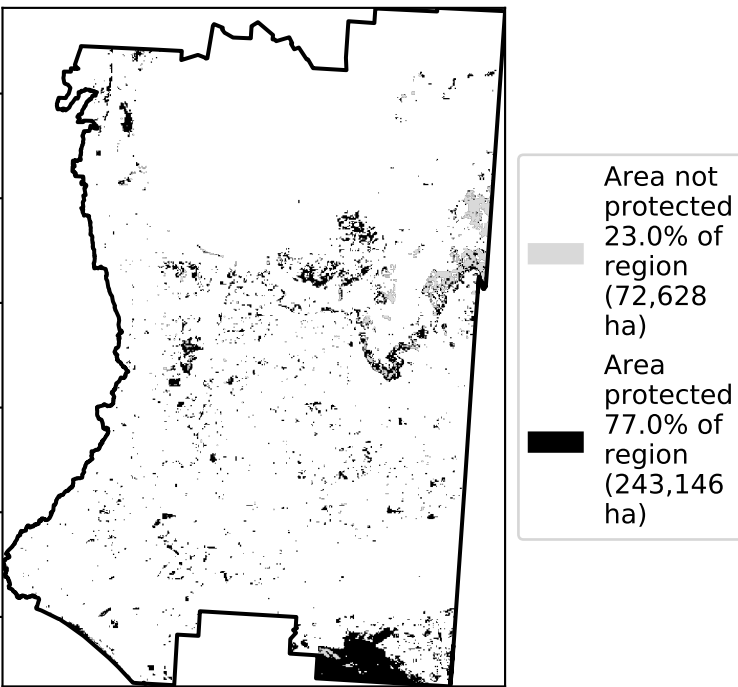 Area not
protected
23.0% of
region
(72,628
ha)
Area
protected
77.0% of
region
(243,146
ha)